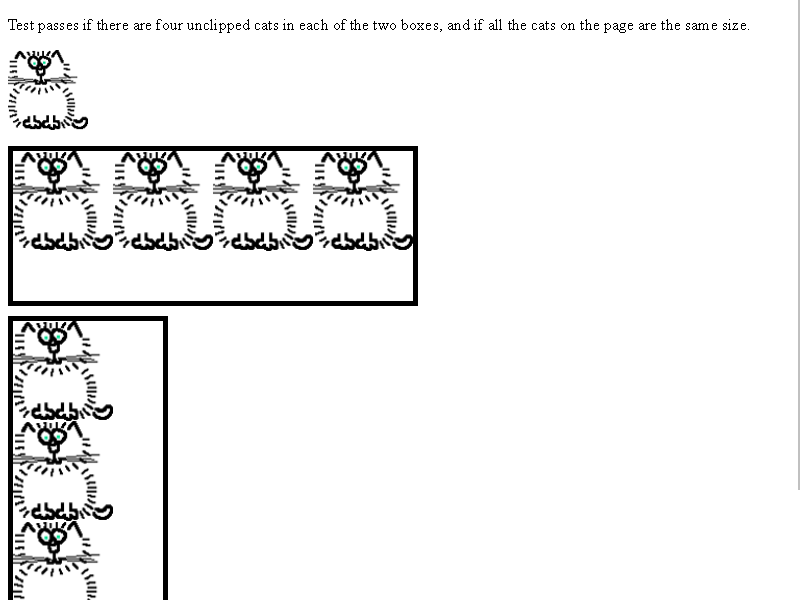 Test passes if there are four unclipped cats in each of the two boxes, and if all the cats on the page are the same size.